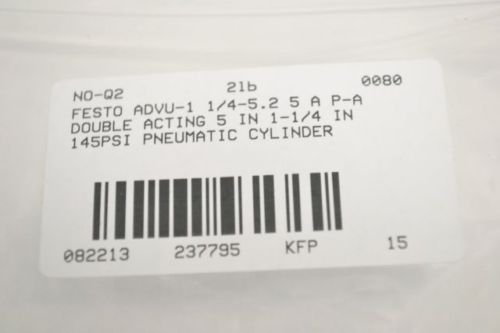 NO-Q2 2lb 0080
FESTO ADVU-1 1/4-5.2 5 A P-A
DOUBLE ACTING 5 IN 1-1/4 IN
145PSI PNEUMATIC CYLINDER
082213 237795 KFP 15